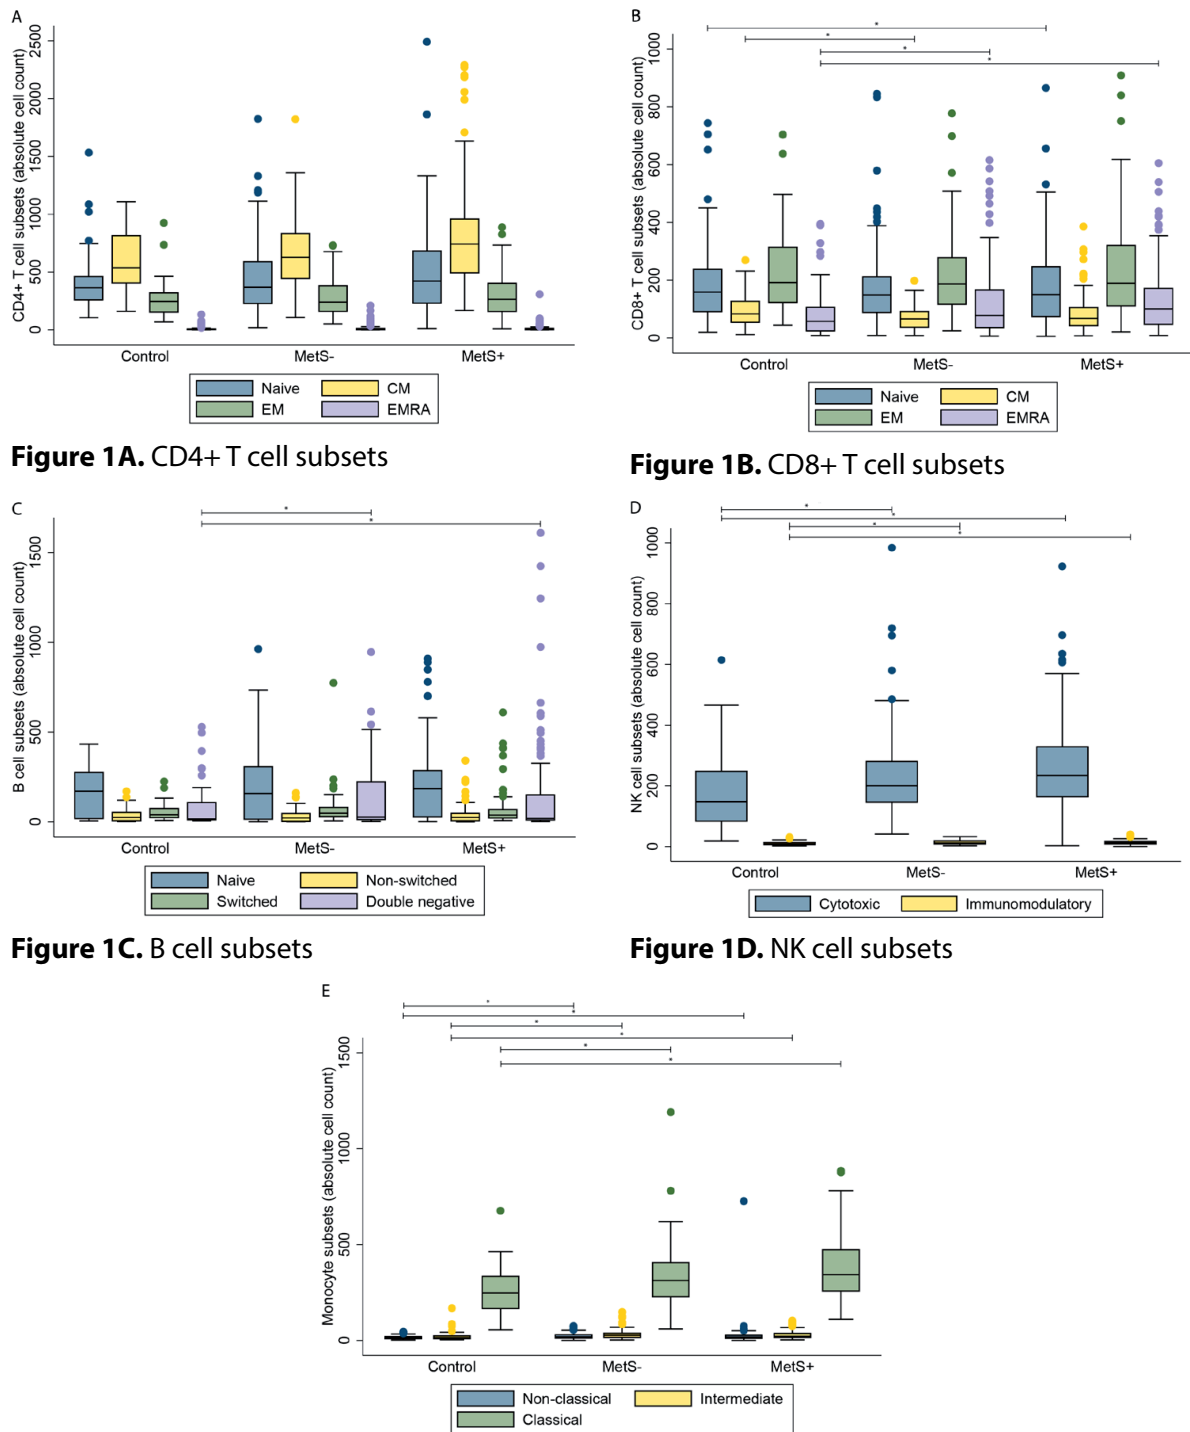 A
CD4+ T cell subsets (absolute cell count)
2500
2000
1500
1000
500
0
Control MetS- MetS+
Naive CM
EM EMRA
Figure 1A. CD4+ T cell subsets
B
CD8+ T cell subsets (absolute cell count)
1000
800
600
400
200
0
* 
*
*
*
Control MetS- MetS+
Naive CM
EM EMRA
Figure 1B. CD8+ T cell subsets
C
B cell subsets (absolute cell count)
1500
1000
500
0
*
*
Control MetS- MetS+
Naive Non-switched
Switched Double negative
Figure 1C. B cell subsets
D
NK cell subsets (absolute cell count)
1000
800
600
400
200
0
*
*
*
*
Control MetS- MetS+
Cytotoxic Immunomodulatory
Figure 1D. NK cell subsets
E
Monocyte subsets (absolute cell count)
1500
1000
500
0
*
*
*
*
*
*
Control MetS- MetS+
Non-classical Intermediate
Classical